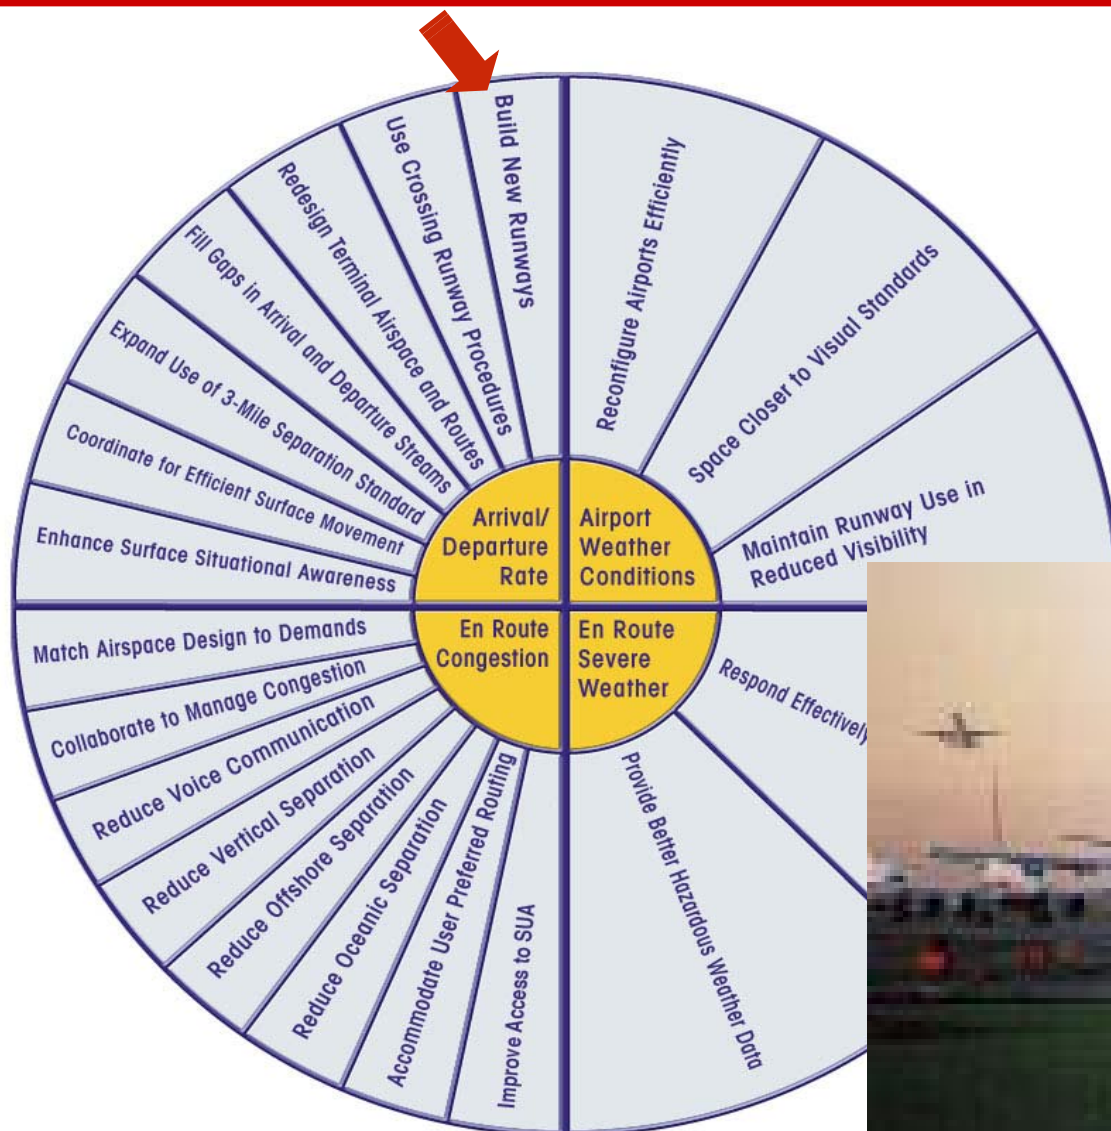 Build New Runways
Use Crossing Runway Procedures
Redesign Terminal Airspace and Routes
Fill Gaps in Arrival and Departure Streams
Expand Use of 3-Mile Separation Standard
Coordinate for Efficient Surface Movement
Enhance Surface Situational Awareness
Arrival/
Departure
Rate
Reconfigure Airports Efficiently
Space Closer to Visual Standards
Maintain Runway Use in
Reduced Visibility
Airport
Weather
Conditions
Match Airspace Design to Demands
Collaborate to Manage Congestion
Reduce Voice Communication
Reduce Vertical Separation
Reduce Offshore Separation
Reduce Oceanic Separation
Accommodate User Preferred Routing
Improve Access to SUA
En Route
Congestion
En Route
Severe
Weather
Respond Effectively
Provide Better Hazardous Weather Data